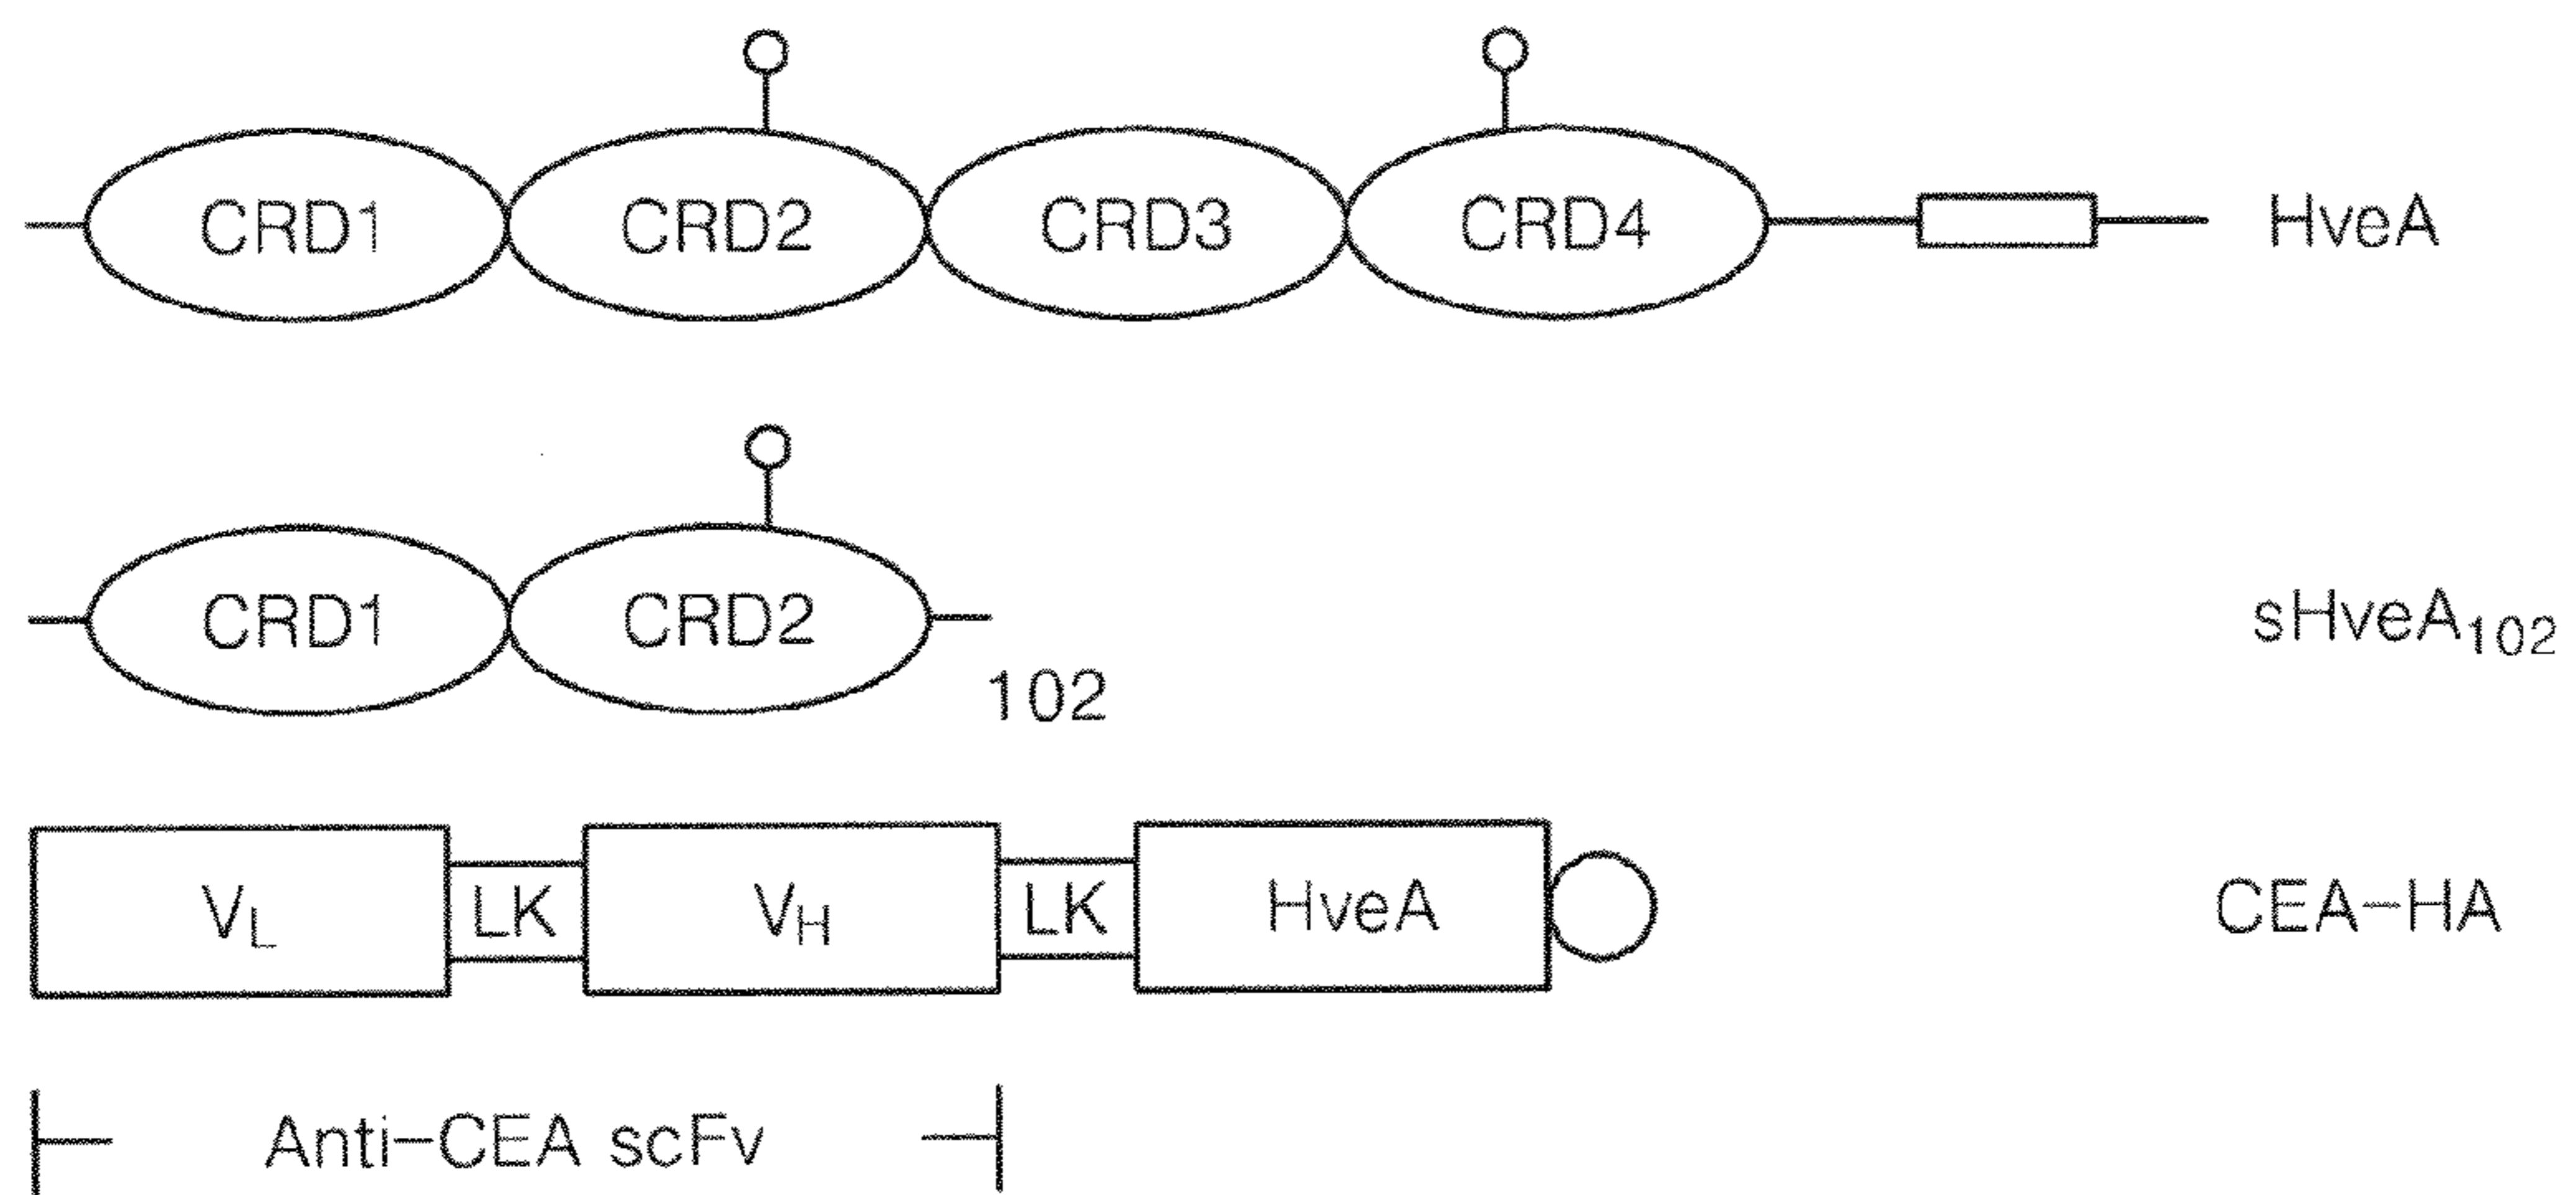 CRD1 CRD2 CRD3 CRD4 HveA
CRD1 CRD2 sHveA102
102
VL LK VH LK HveA CEA-HA
Anti-CEA scFv